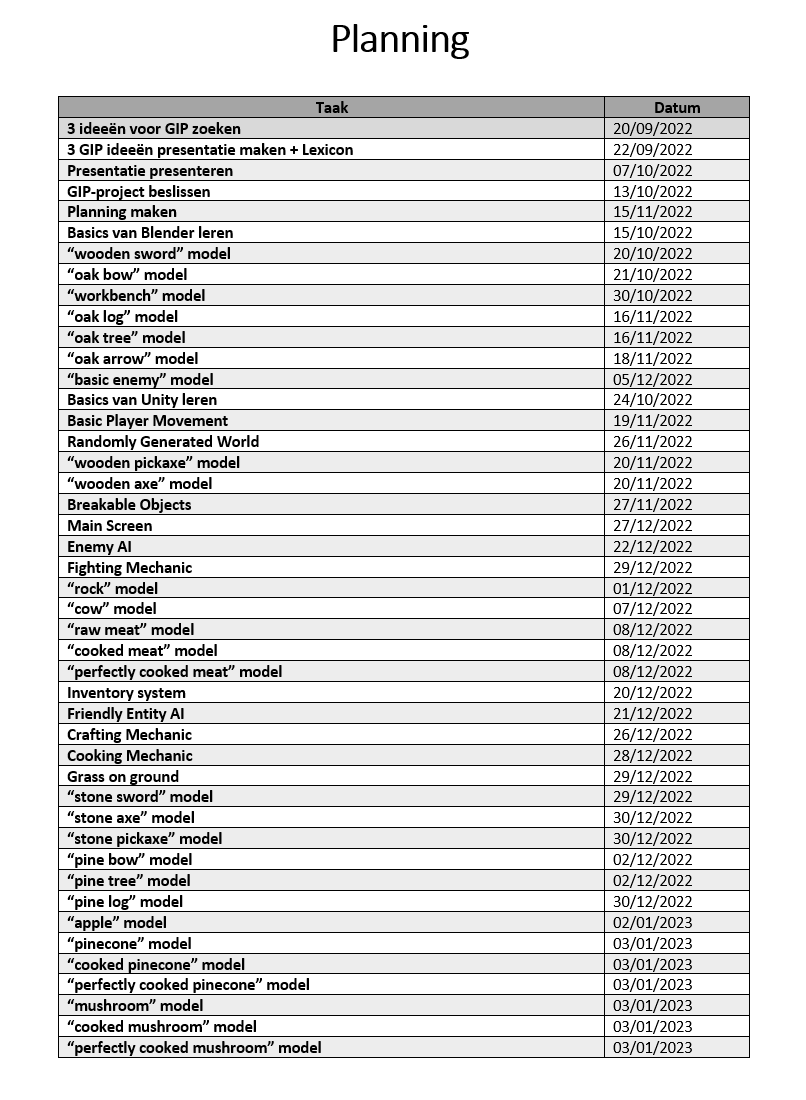 Planning
Taak Datum
3 ideeën voor GIP zoeken 20/09/2022
3 GIP ideeën presentatie maken + Lexicon 22/09/2022
Presentatie presenteren 07/10/2022
GIP-project beslissen 13/10/2022
Planning maken 15/11/2022
Basics van Blender leren 15/10/2022
“wooden sword” model 20/10/2022
“oak bow” model 21/10/2022
“workbench” model 30/10/2022
“oak log” model 16/11/2022
“oak tree” model 16/11/2022
“oak arrow” model 18/11/2022
“basic enemy” model 05/12/2022
Basics van Unity leren 24/10/2022
Basic Player Movement 19/11/2022
Randomly Generated World 26/11/2022
“wooden pickaxe” model 20/11/2022
“wooden axe” model 20/11/2022
Breakable Objects 27/11/2022
Main Screen 27/12/2022
Enemy AI 22/12/2022
Fighting Mechanic 29/12/2022
“rock” model 01/12/2022
“cow” model 07/12/2022
“raw meat” model 08/12/2022
“cooked meat” model 08/12/2022
“perfectly cooked meat” model 08/12/2022
Inventory system 20/12/2022
Friendly Entity AI 21/12/2022
Crafting Mechanic 26/12/2022
Cooking Mechanic 28/12/2022
Grass on ground 29/12/2022
“stone sword” model 29/12/2022
“stone axe” model 30/12/2022
“stone pickaxe” model 30/12/2022
“pine bow” model 02/12/2022
“pine tree” model 02/12/2022
“pine log” model 30/12/2022
“apple” model 02/01/2023
“pinecone” model 03/01/2023
“cooked pinecone” model 03/01/2023
“perfectly cooked pinecone” model 03/01/2023
“mushroom” model 03/01/2023
“cooked mushroom” model 03/01/2023
“perfectly cooked mushroom” model 03/01/2023